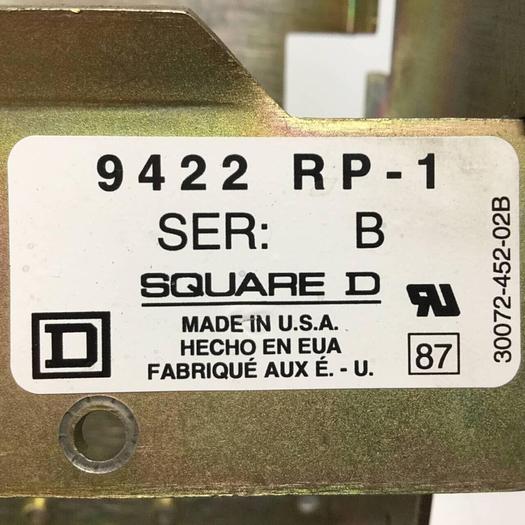 9422 RP-1
SER: B
SQUARE D
D
MADE IN U.S.A.
HECHO EN EUA
FABRIQUÉ AUX É. - U.
87
30072-452-02B